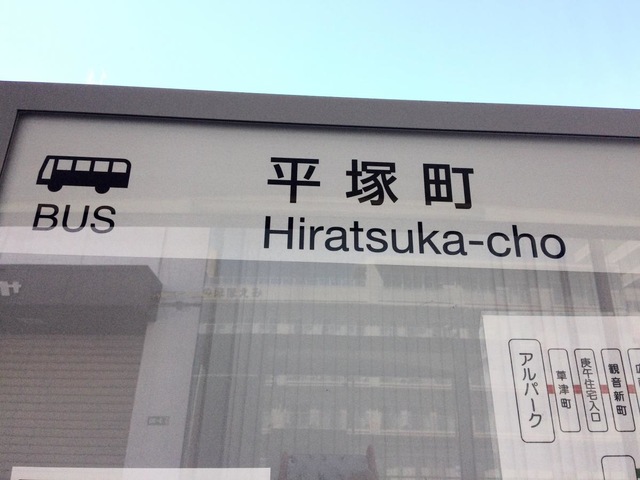 平塚町
BUS
Hiratsuka-cho
アルパーク
草津町
庚午住宅入口
観音新町